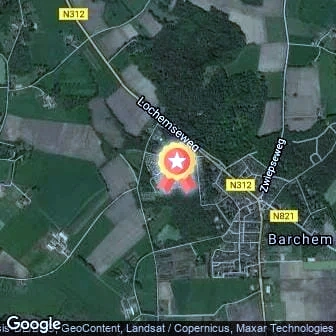 N312
Lochemseweg
Zwiepseweg
N312
N821
Barchem
Google
GeoContent, Landsat / Copernicus, Maxar Technologies